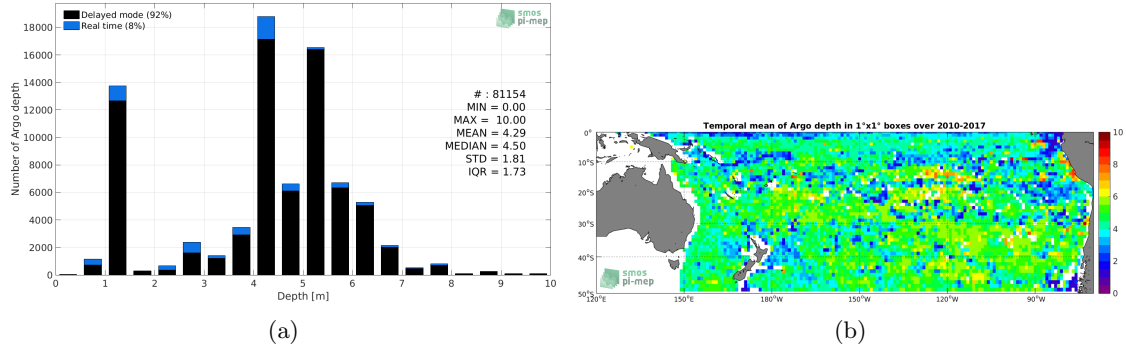 Delayed mode (92%)
Real time (8%)
smos
pi-mep
Number of Argo depth
18000
16000
14000
12000
10000
8000
6000
4000
2000
0
# : 81154
MIN = 0.00
MAX = 10.00
MEAN = 4.29
MEDIAN = 4.50
STD = 1.81
IQR = 1.73
0 1 2 3 4 5 6 7 8 9 10
Depth [m]
(a)
Temporal mean of Argo depth in 1°x1° boxes over 2010-2017
0°
10°S
20°S
30°S
40°S
50°S
120°E 150°E 180°W 150°W 120°W 90°W
smos
pi-mep
10
8
6
4
2
0
(b)